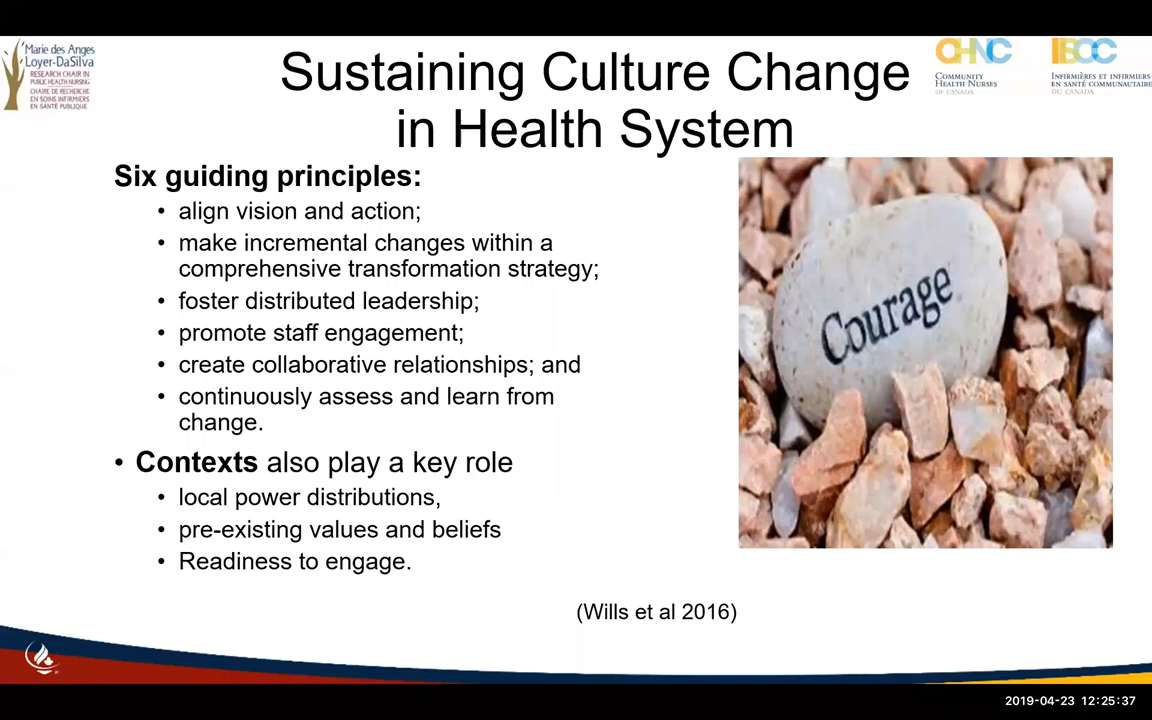 Marie des Anges
Loyer-DaSilva
RESEARCH CHAIR IN
PUBLIC HEALTH NURSING
CHAIRE DE RECHERCHE
EN SOINS INFIRMIERS
EN SANTÉ PUBLIQUE
Sustaining Culture Change
in Health System
CHNC
COMMUNITY
HEALTH NURSES
OF CANADA
IISCC
INFIRMIÈRES ET INFIRMIERS
EN SANTÉ COMMUNAUTAIRE
DU CANADA
Six guiding principles:
• align vision and action;
• make incremental changes within a
comprehensive transformation strategy;
• foster distributed leadership;
• promote staff engagement;
• create collaborative relationships; and
• continuously assess and learn from
change.
• Contexts also play a key role
• local power distributions,
• pre-existing values and beliefs
• Readiness to engage.
Courage
(Wills et al 2016)
2019-04-23 12:25:37